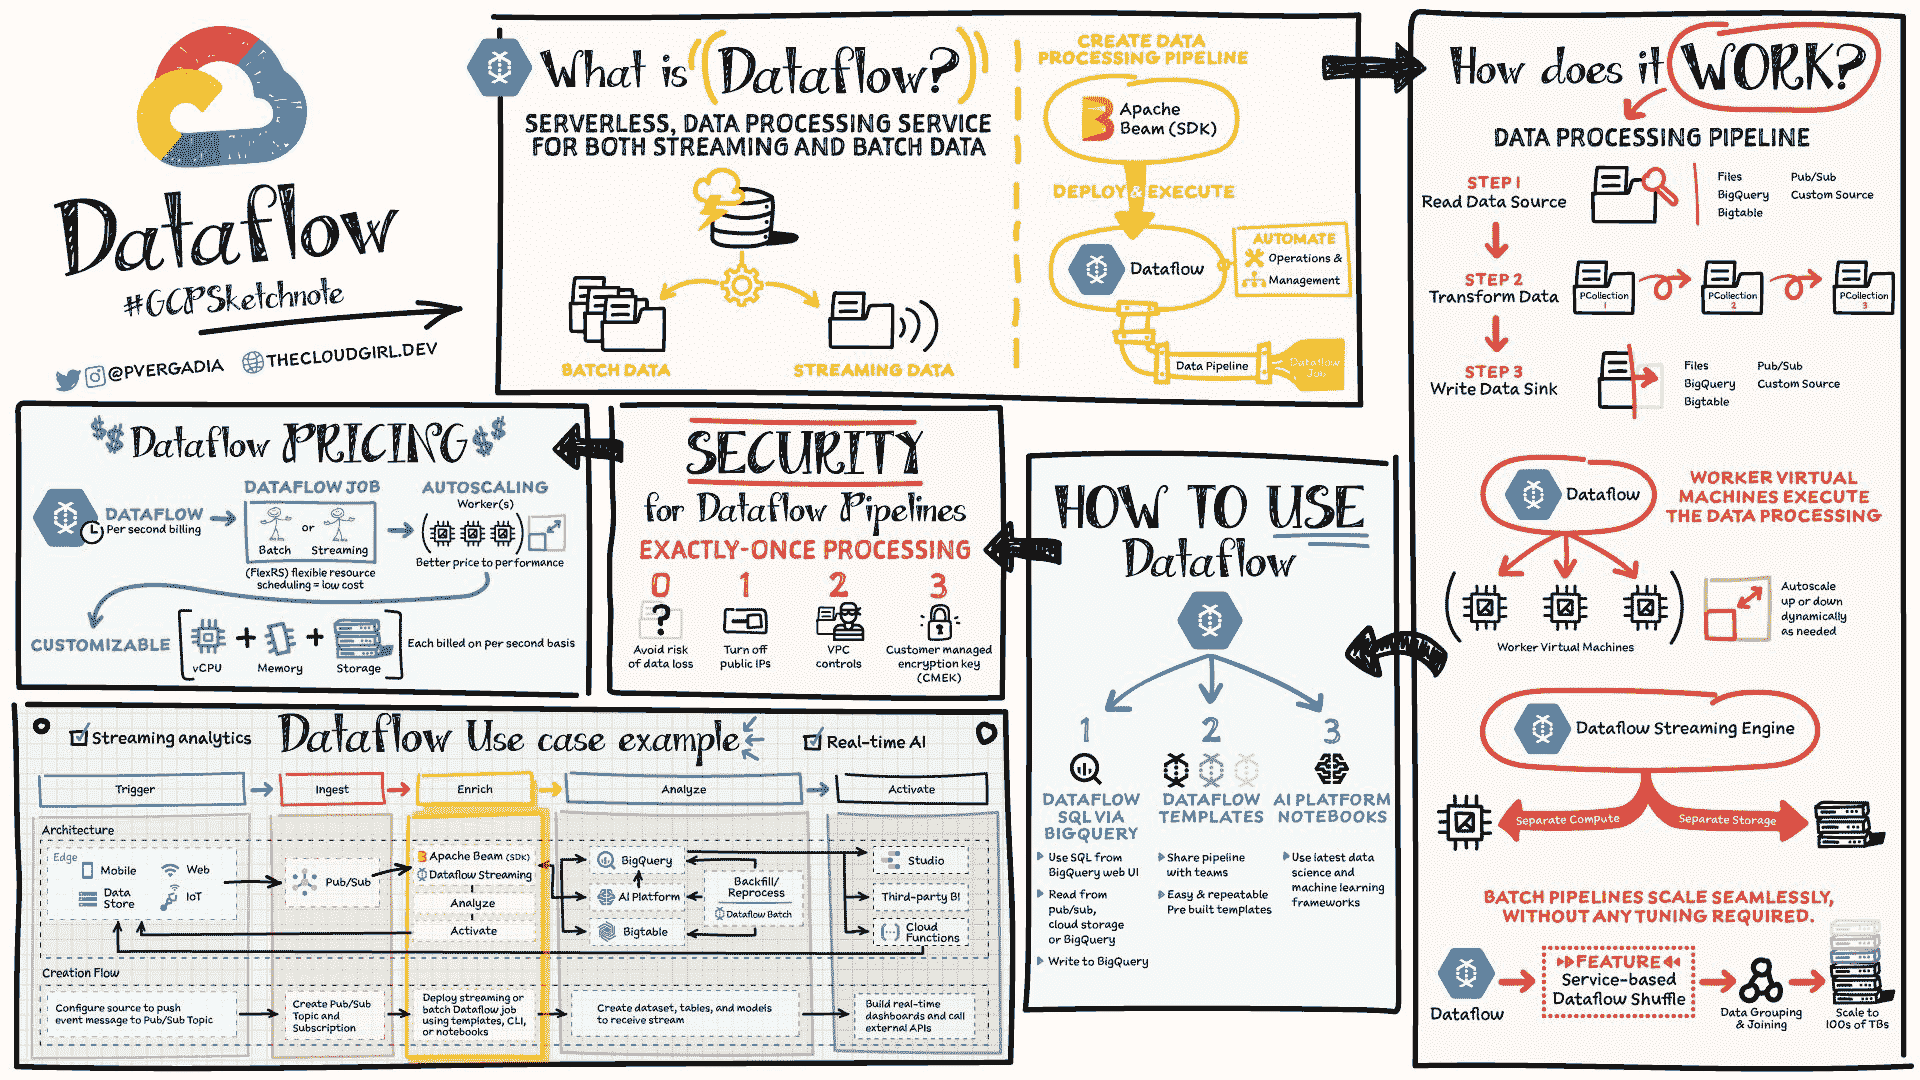 Dataflow
#GCPSketchnote
@PVERGADIA
THECLOUDGIRL.DEV
What is Dataflow?
SERVERLESS, DATA PROCESSING SERVICE
FOR BOTH STREAMING AND BATCH DATA
BATCH DATA
STREAMING DATA
CREATE DATA
PROCESSING PIPELINE
Apache
Beam (SDK)
DEPLOY & EXECUTE
Dataflow
AUTOMATE
Operations &
Management
Data Pipeline
Dataflow
Job
How does it WORK?
DATA PROCESSING PIPELINE
STEP 1
Read Data Source
Files
BigQuery
Bigtable
Pub/Sub
Custom Source
STEP 2
Transform Data
PCollection
1
PCollection
2
PCollection
3
STEP 3
Write Data Sink
Files
BigQuery
Bigtable
Pub/Sub
Custom Source
Dataflow
WORKER VIRTUAL
MACHINES EXECUTE
THE DATA PROCESSING
Worker Virtual Machines
Autoscale
up or down
dynamically
as needed
Dataflow Streaming Engine
Separate Compute
Separate Storage
BATCH PIPELINES SCALE SEAMLESSLY,
WITHOUT ANY TUNING REQUIRED.
Dataflow
FEATURE
Service-based
Dataflow Shuffle
Data Grouping
& Joining
Scale to
100s of TBs
HOW TO USE
Dataflow
1
DATAFLOW
SQL VIA
BIGQUERY
Use SQL from
BigQuery web UI
Read from
pub/sub,
cloud storage
or BigQuery
Write to BigQuery
2
DATAFLOW
TEMPLATES
Share pipeline
with teams
Easy & repeatable
Pre built templates
3
AI PLATFORM
NOTEBOOKS
Use latest data
science and
machine learning
frameworks
SECURITY
for Dataflow Pipelines
EXACTLY-ONCE PROCESSING
0
Avoid risk
of data loss
1
Turn off
public IPs
2
VPC
controls
3
Customer managed
encryption key
(CMEK)
$$ Dataflow PRICING $$
DATAFLOW
Per second billing
DATAFLOW JOB
Batch
or
Streaming
(FlexRS) flexible resource
scheduling = low cost
AUTOSCALING
Worker(s)
Better price to performance
CUSTOMIZABLE
vCPU
+
Memory
+
Storage
Each billed on per second basis
Streaming analytics
Dataflow Use case example
Real-time AI
Trigger
Ingest
Enrich
Analyze
Activate
Architecture
Edge
Mobile
Web
Data
Store
IoT
Pub/Sub
Apache Beam (SDK)
Dataflow Streaming
Analyze
Activate
BigQuery
AI Platform
Bigtable
Backfill/
Reprocess
Dataflow Batch
Studio
Third-party BI
Cloud
Functions
Creation Flow
Configure source to push
event message to Pub/Sub Topic
Create Pub/Sub
Topic and
Subscription
Deploy streaming or
batch Dataflow job
using templates, CLI,
or notebooks
Create dataset, tables, and models
to receive stream
Build real-time
dashboards and call
external APIs